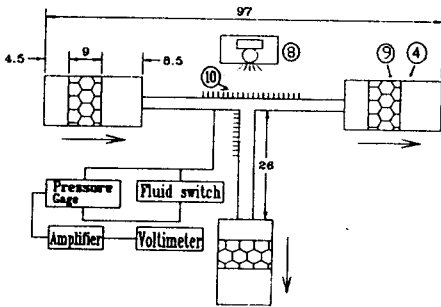 97
4.5
9
8.5
⑧
⑩
⑨
④
26
Pressure
Gage
Fluid switch
Amplifier
Voltimeter